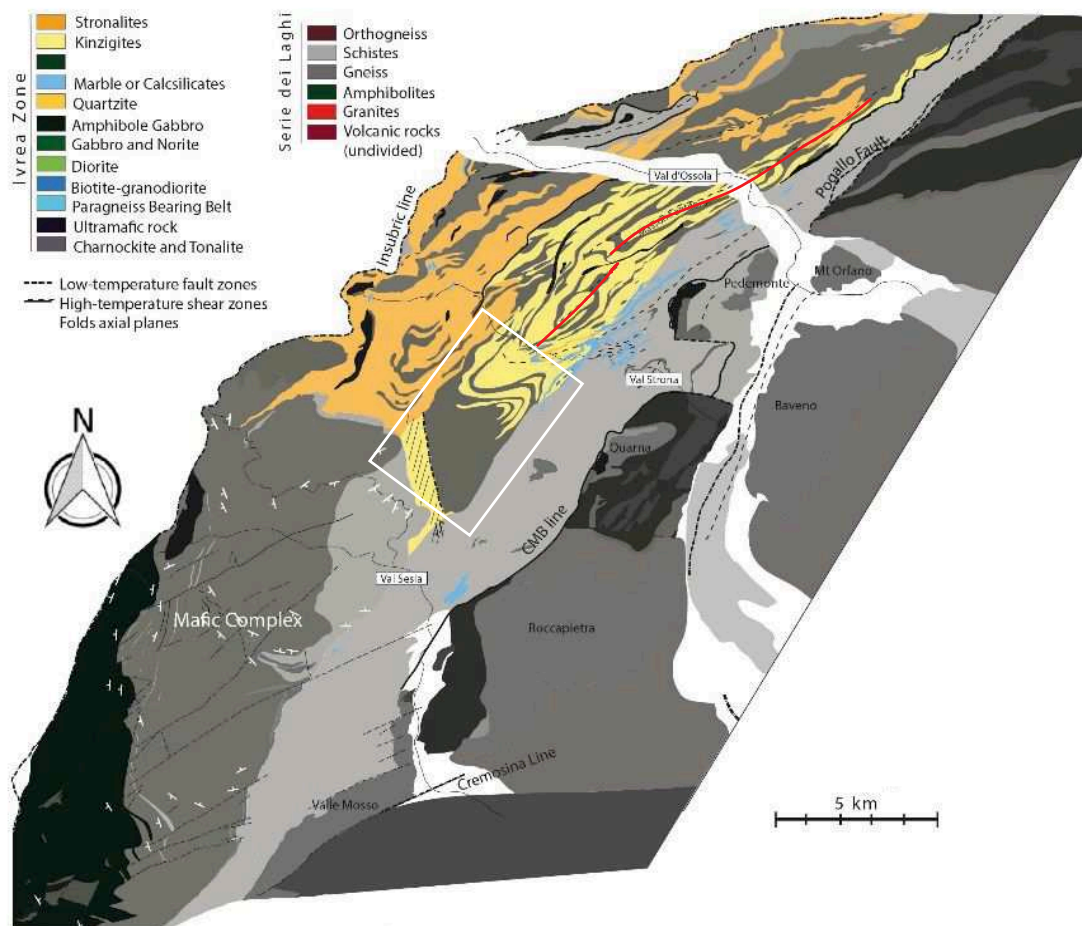 Ivrea Zone
Stronalites
Kinzigites
Marble or Calcsilicates
Quartzite
Amphibole Gabbro
Gabbro and Norite
Diorite
Biotite-granodiorite
Paragneiss Bearing Belt
Ultramafic rock
Charnockite and Tonalite
Low-temperature fault zones
High-temperature shear zones
Folds axial planes
Serie dei Laghi
Orthogneiss
Schistes
Gneiss
Amphibolites
Granites
Volcanic rocks
(undivided)
Insubric line
Val d'Ossola
Pogallo Fault
Mt Orfano
Pedemonte
Val Strona
Baveno
Quarna
N
CMB line
Val Sesia
Mafic Complex
Roccapietra
Cremosina Line
Valle Mosso
5 km